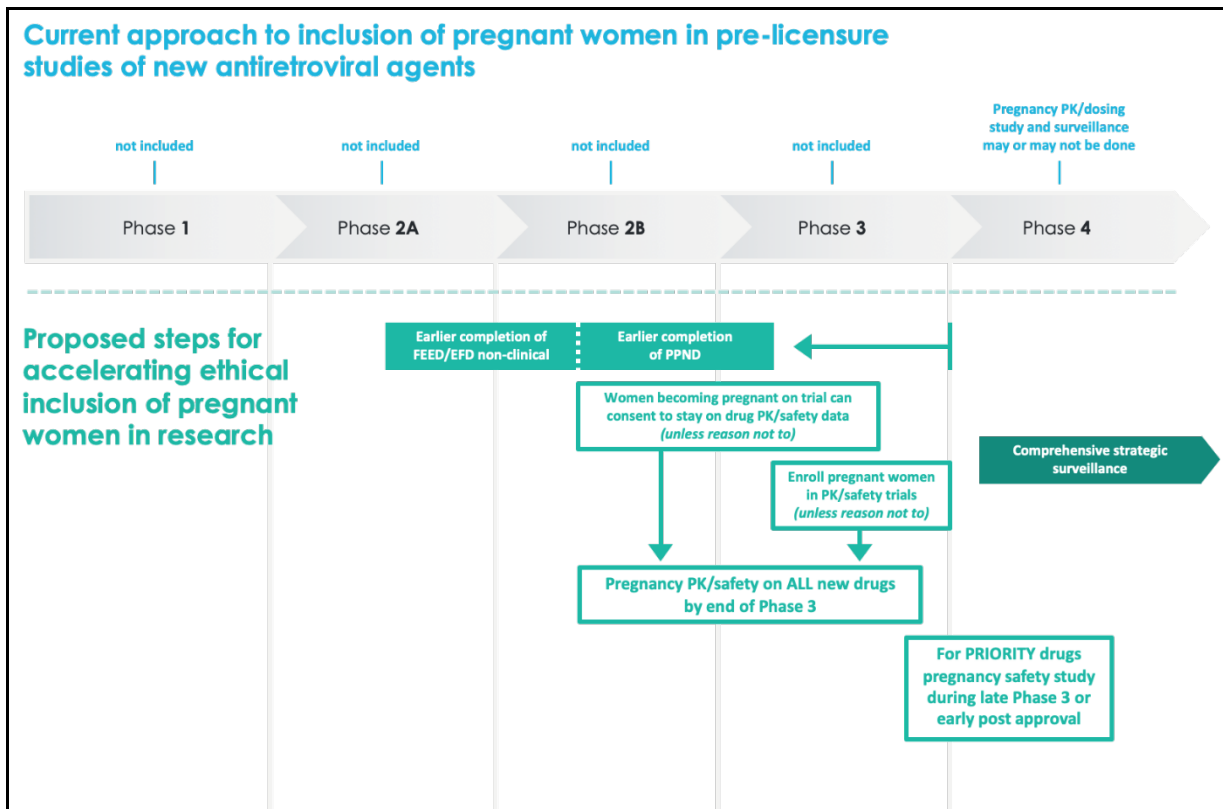 Current approach to inclusion of pregnant women in pre-licensure
studies of new antiretroviral agents
not included
not included
not included
not included
Pregnancy PK/dosing
study and surveillance
may or may not be done
Phase 1
Phase 2A
Phase 2B
Phase 3
Phase 4
Proposed steps for
accelerating ethical
inclusion of pregnant
women in research
Earlier completion of
FEED/EFD non-clinical
Earlier completion
of PPND
Women becoming pregnant on trial can
consent to stay on drug PK/safety data
(unless reason not to)
Enroll pregnant women
in PK/safety trials
(unless reason not to)
Comprehensive strategic
surveillance
Pregnancy PK/safety on ALL new drugs
by end of Phase 3
For PRIORITY drugs
pregnancy safety study
during late Phase 3 or
early post approval